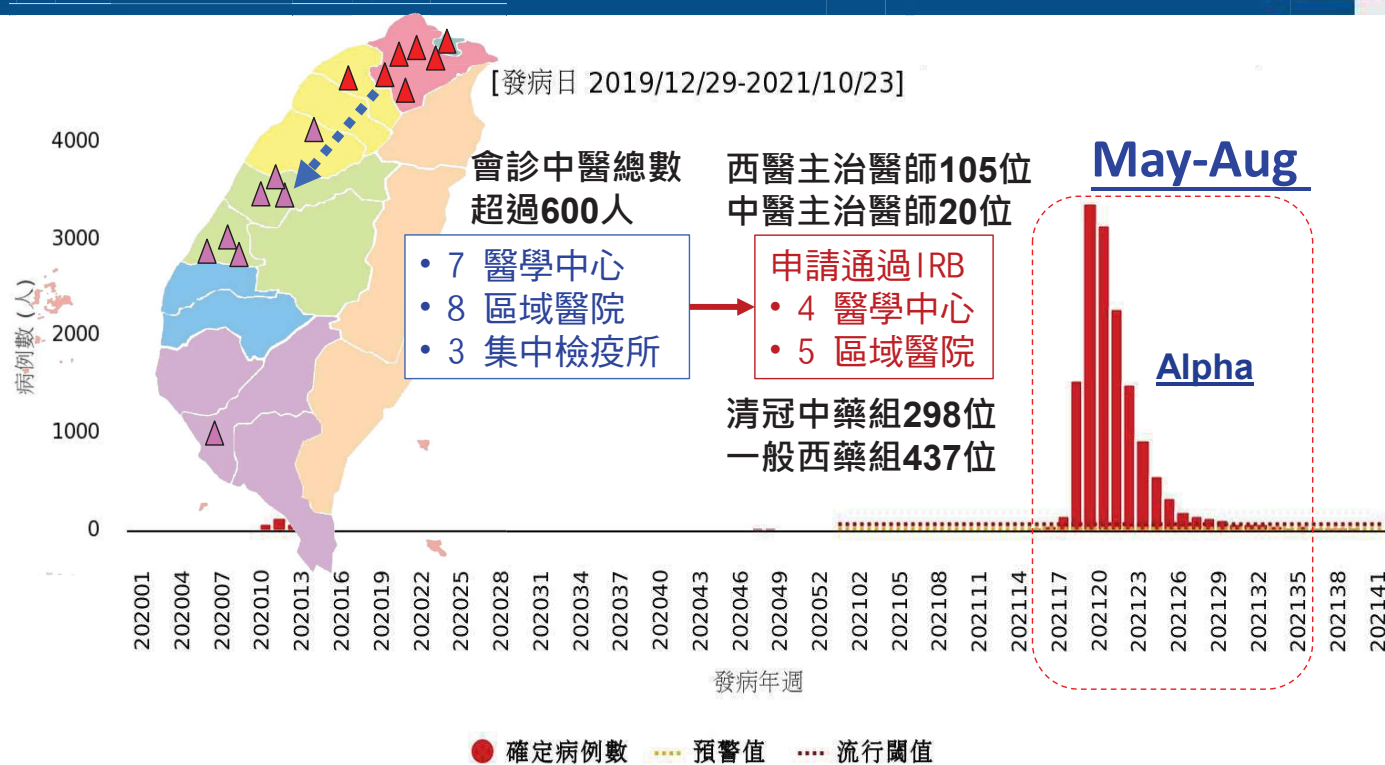 [發病日 2019/12/29-2021/10/23]
會診中醫總數
超過600人
• 7 醫學中心
• 8 區域醫院
• 3 集中檢疫所
西醫主治醫師105位
中醫主治醫師20位
申請通過IRB
• 4 醫學中心
• 5 區域醫院
清冠中藥組298位
一般西藥組437位
May-Aug
Alpha
病例數 (人)
4000
3000
2000
1000
0
202001
202004
202007
202010
202013
202016
202019
202022
202025
202028
202031
202034
202037
202040
202043
202046
202049
202052
202102
202105
202108
202111
202114
202117
202120
202123
202126
202129
202132
202135
202138
202141
發病年週
確定病例數
預警值
流行閾值